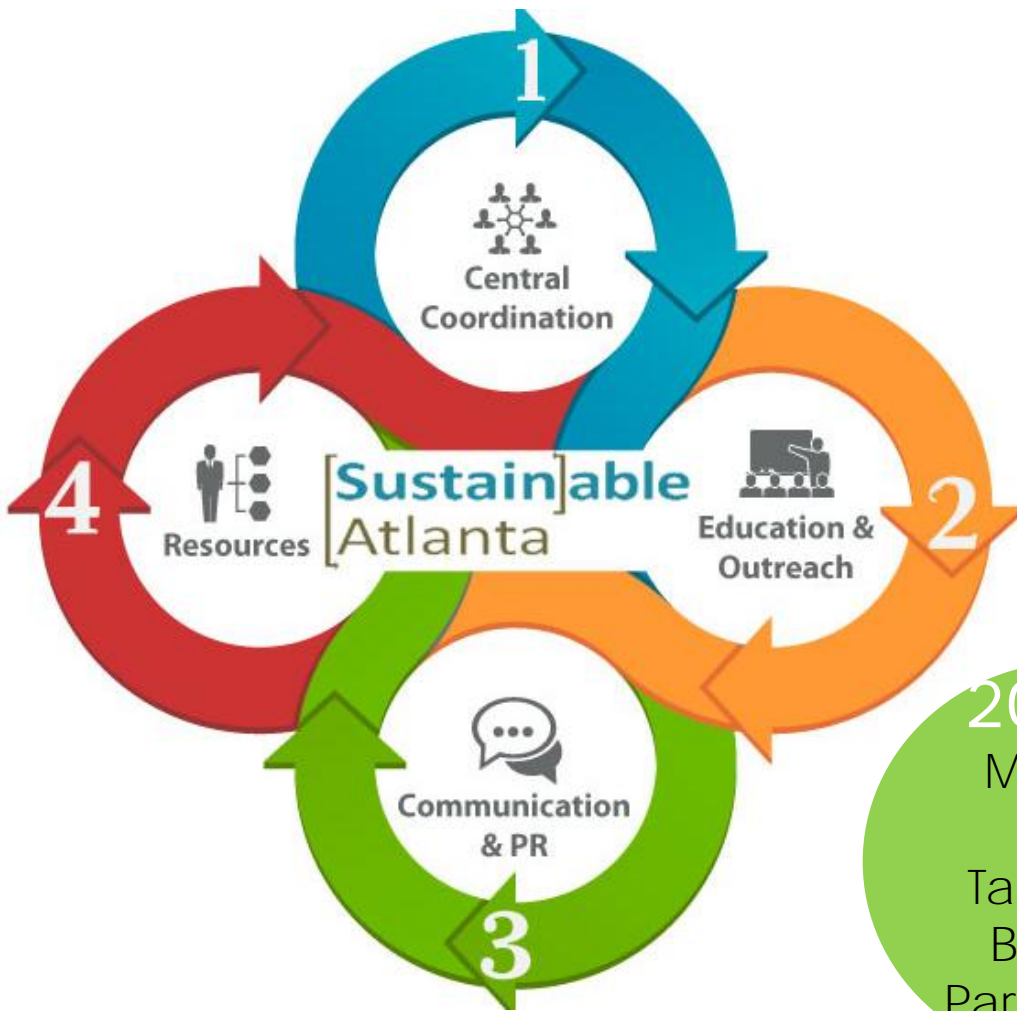 1
Central
Coordination
4
Resources
[Sustain]able
[Atlanta
Education &
Outreach
2
Communication
& PR
3